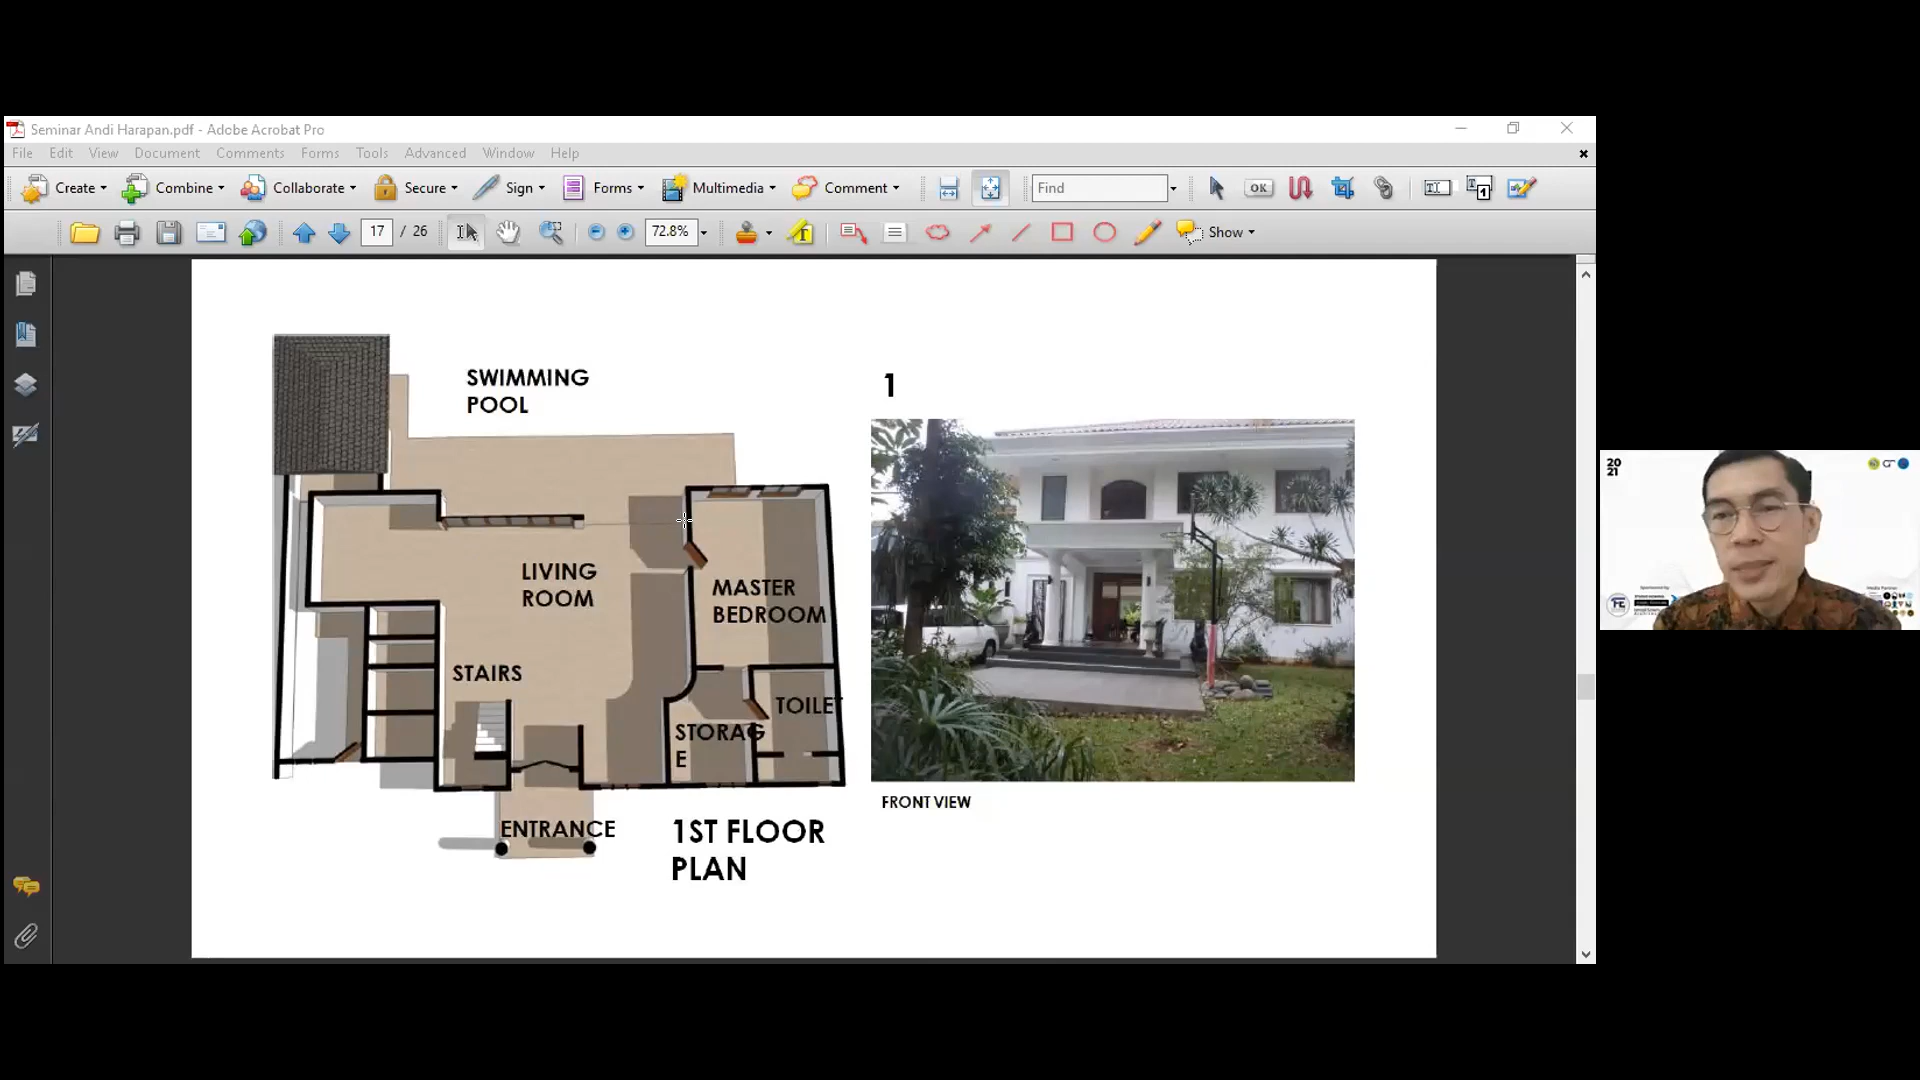 Seminar Andi Harapan.pdf - Adobe Acrobat Pro
File Edit View Document Comments Forms Tools Advanced Window Help
Create Combine Collaborate Secure Sign Forms Multimedia Comment Find OK
17 / 26 72.8% Show
SWIMMING
POOL
1
LIVING
ROOM
MASTER
BEDROOM
STAIRS
TOILET
STORAG
E
ENTRANCE
1ST FLOOR
PLAN
FRONT VIEW
20
21